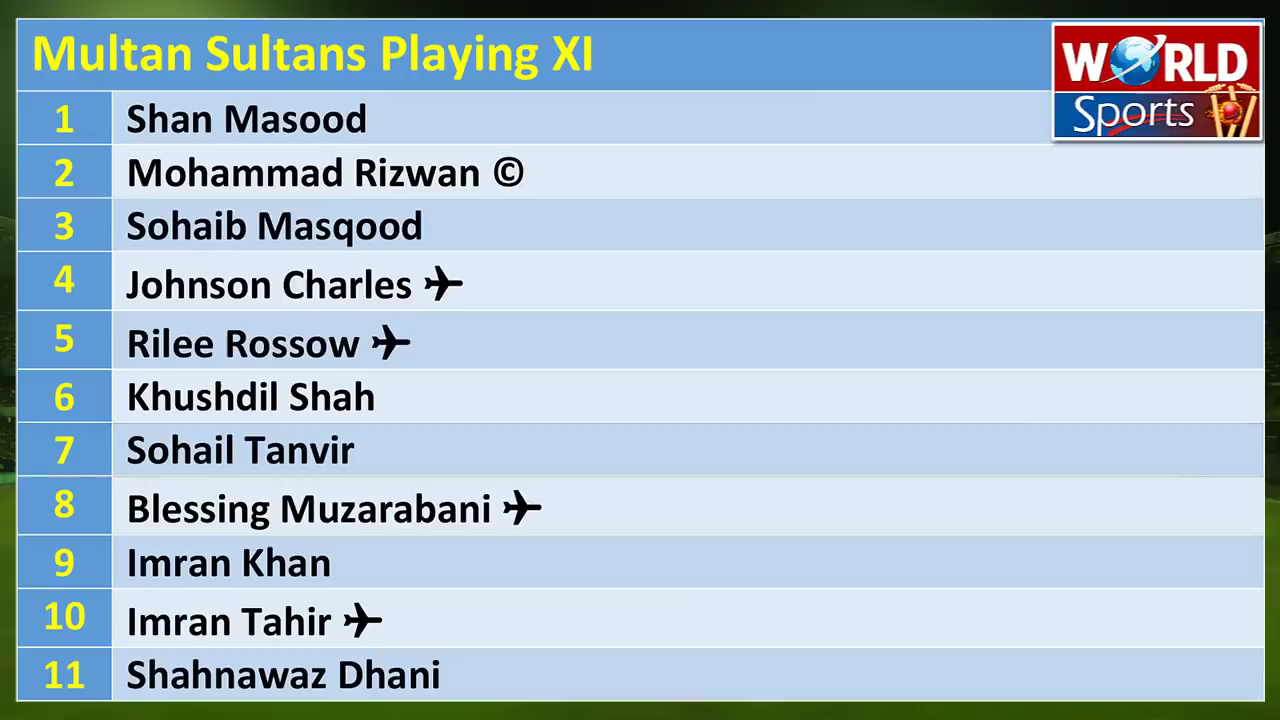 Multan Sultans Playing XI
WORLD
Sports
1 Shan Masood
2 Mohammad Rizwan ©
3 Sohaib Masqood
4 Johnson Charles ✈
5 Rilee Rossow ✈
6 Khushdil Shah
7 Sohail Tanvir
8 Blessing Muzarabani ✈
9 Imran Khan
10 Imran Tahir ✈
11 Shahnawaz Dhani